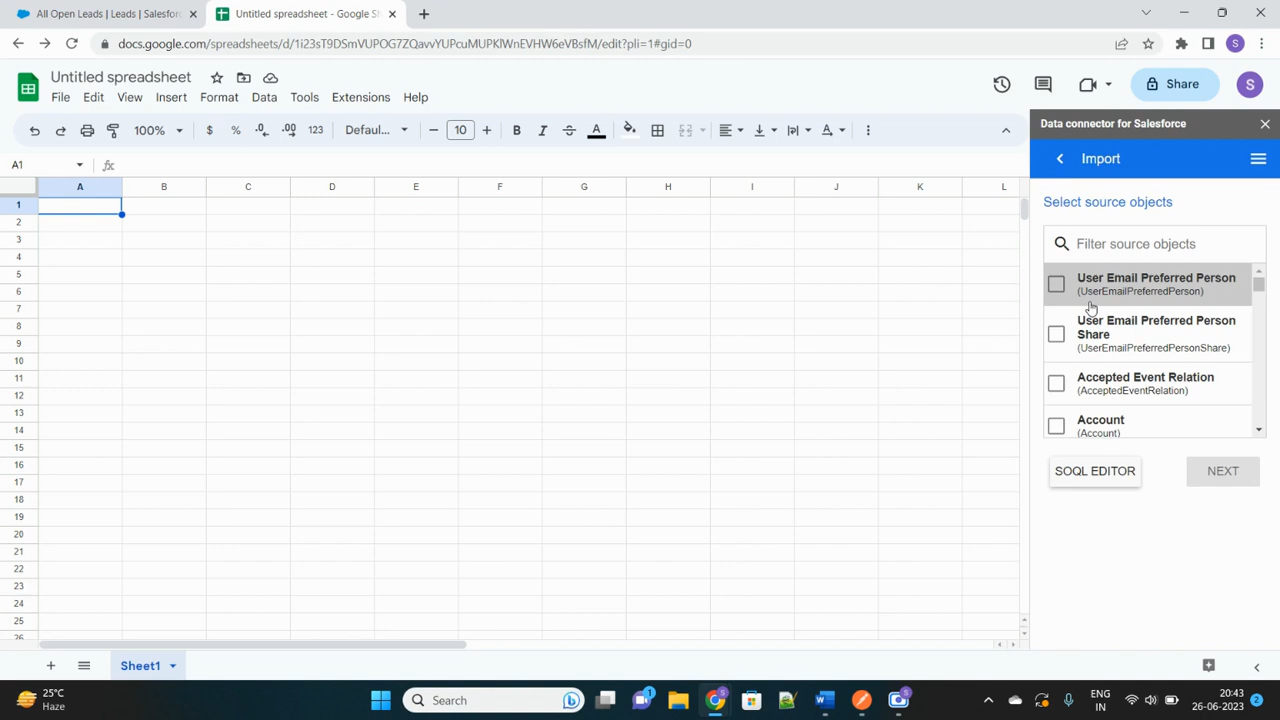 All Open Leads | Leads | Salesfor
Untitled spreadsheet - Google Sh
docs.google.com/spreadsheets/d/1i23sT9DSmVUPOG7ZQavvYUPcuMUPKlWnEVHW6eVBsfM/edit?pli=1#gid=0
S
Untitled spreadsheet
File Edit View Insert Format Data Tools Extensions Help
Share
S
100% $ % .0 .00 123 Defaul... 10 B I S A
A1
fx
A B C D E F G H I J K L
1
2
3
4
5
6
7
8
9
10
11
12
13
14
15
16
17
18
19
20
21
22
23
24
25
26
Data connector for Salesforce
Import
Select source objects
Filter source objects
User Email Preferred Person
(UserEmailPreferredPerson)
User Email Preferred Person
Share
(UserEmailPreferredPersonShare)
Accepted Event Relation
(AcceptedEventRelation)
Account
(Account)
SOQL EDITOR
NEXT
Sheet1
25°C
Haze
Search
1
ENG
IN
20:43
26-06-2023
2